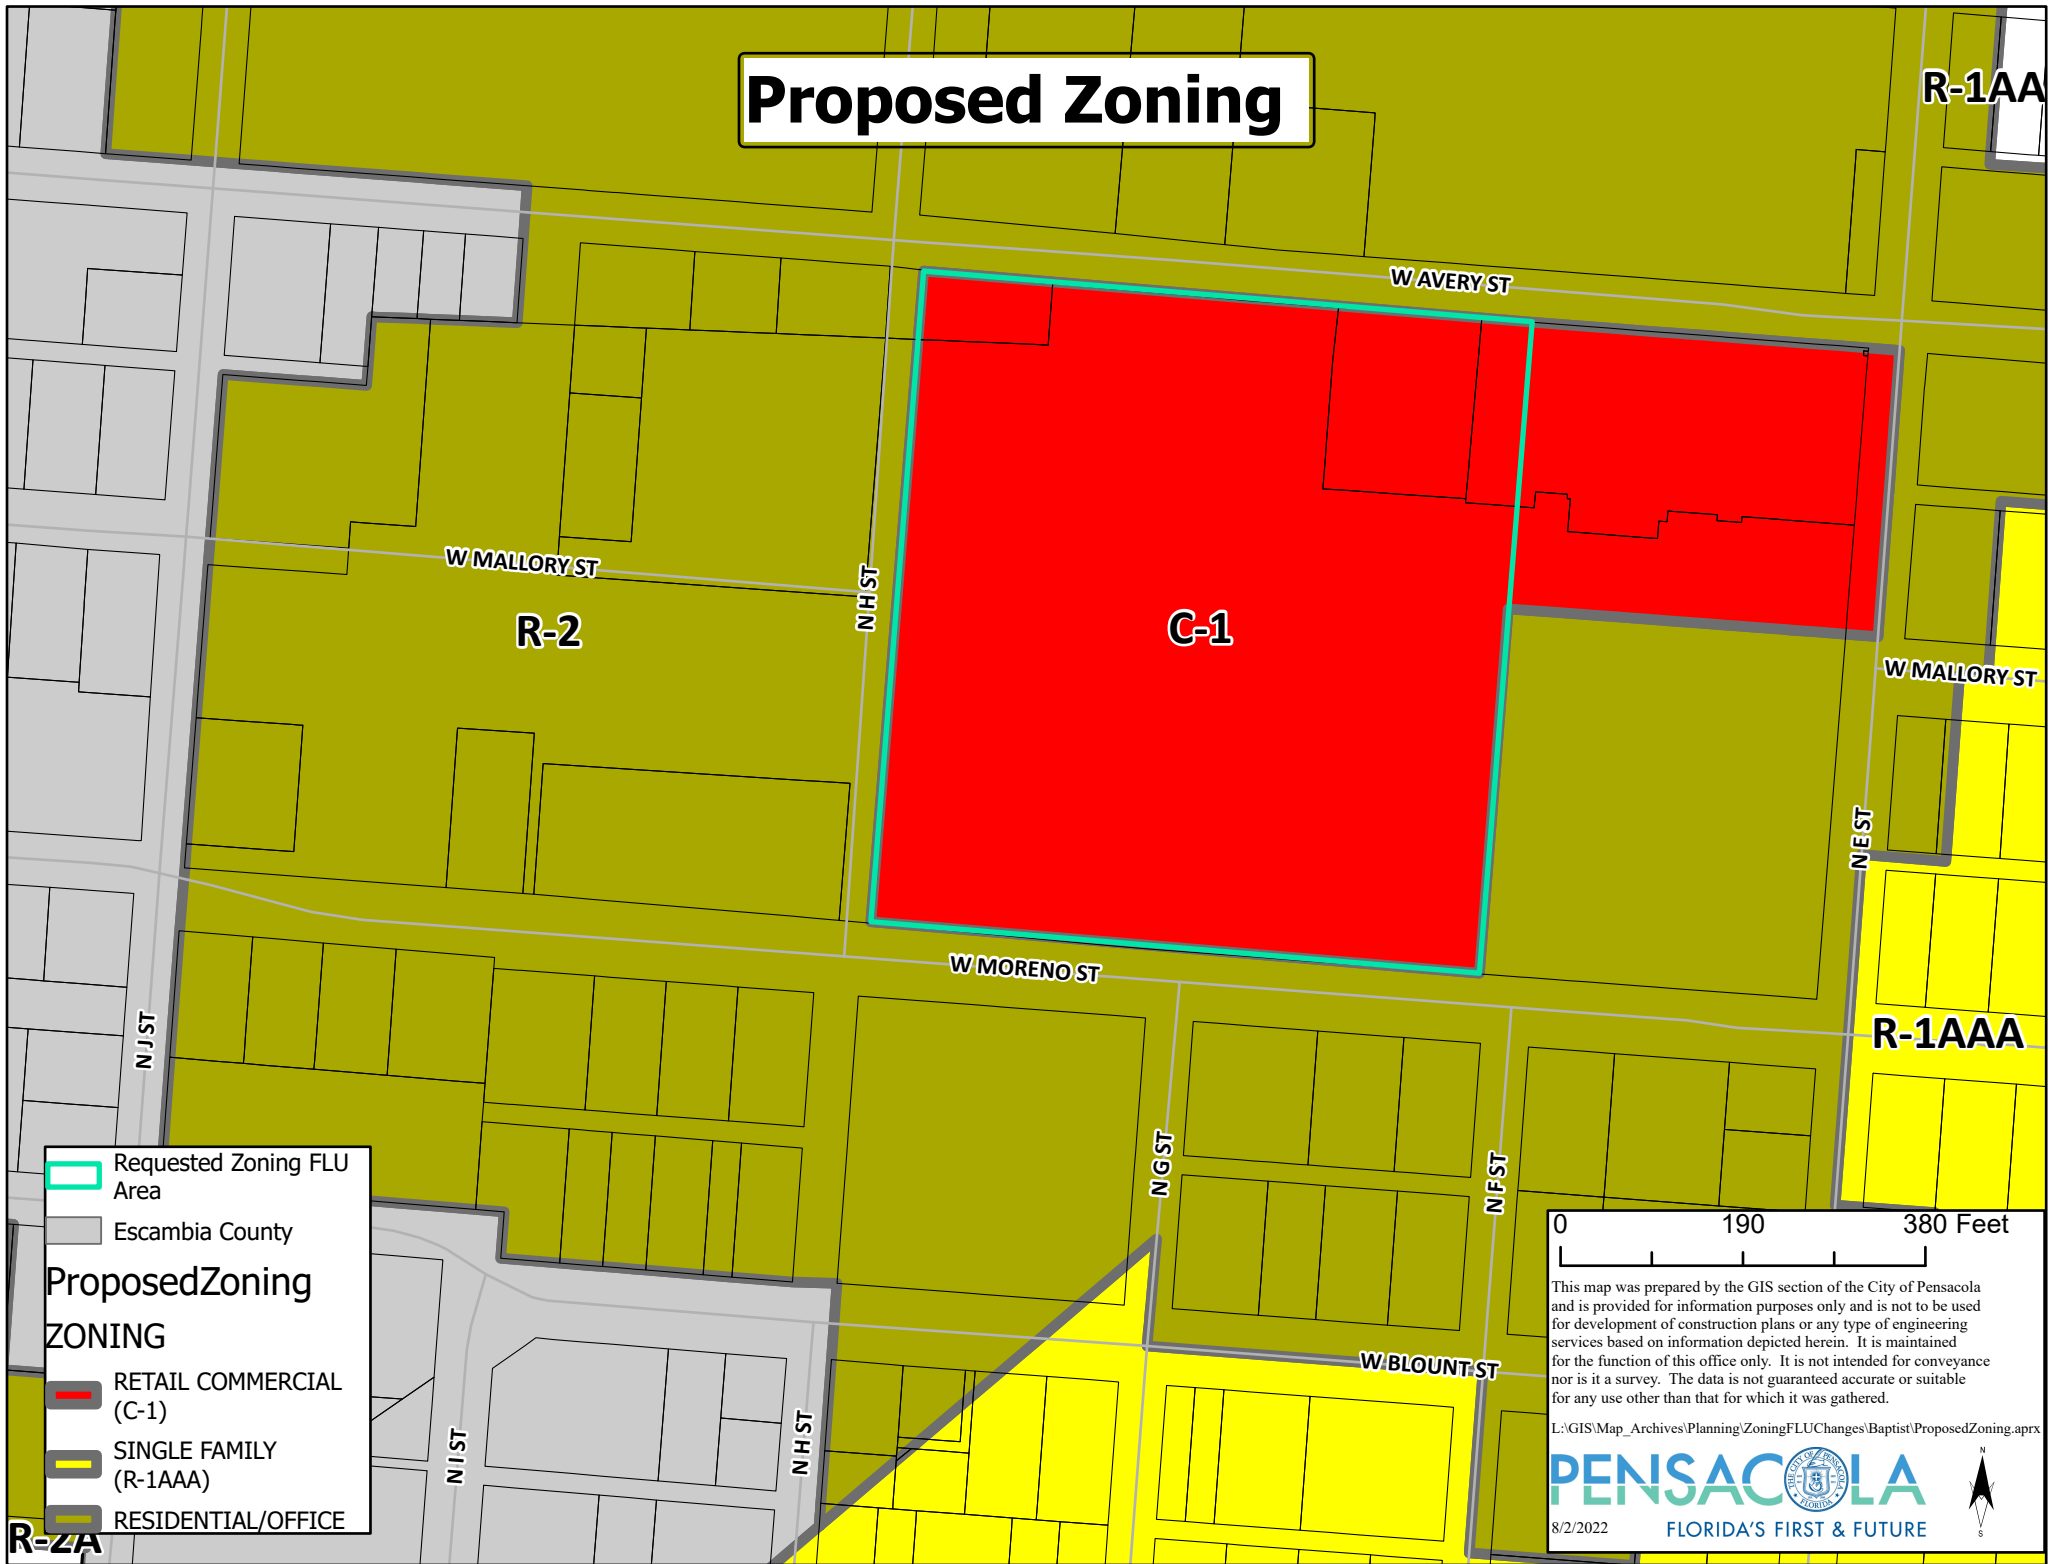 Proposed Zoning
R-1AA
W AVERY ST
W MALLORY ST
N H ST
R-2
C-1
W MALLORY ST
N E ST
W MORENO ST
N J ST
R-1AAA
N G ST
N F ST
W BLOUNT ST
N I ST
N H ST
R-2A
Requested Zoning FLU
Area
Escambia County
ProposedZoning
ZONING
RETAIL COMMERCIAL
(C-1)
SINGLE FAMILY
(R-1AAA)
RESIDENTIAL/OFFICE
0 190 380 Feet
This map was prepared by the GIS section of the City of Pensacola
and is provided for information purposes only and is not to be used
for development of construction plans or any type of engineering
services based on information depicted herein. It is maintained
for the function of this office only. It is not intended for conveyance
nor is it a survey. The data is not guaranteed accurate or suitable
for any use other than that for which it was gathered.
L:\GIS\Map_Archives\Planning\ZoningFLUChanges\Baptist\ProposedZoning.aprx
PENSACOLA
THE CITY OF PENSACOLA
FLORIDA
N
S
8/2/2022
FLORIDA'S FIRST & FUTURE